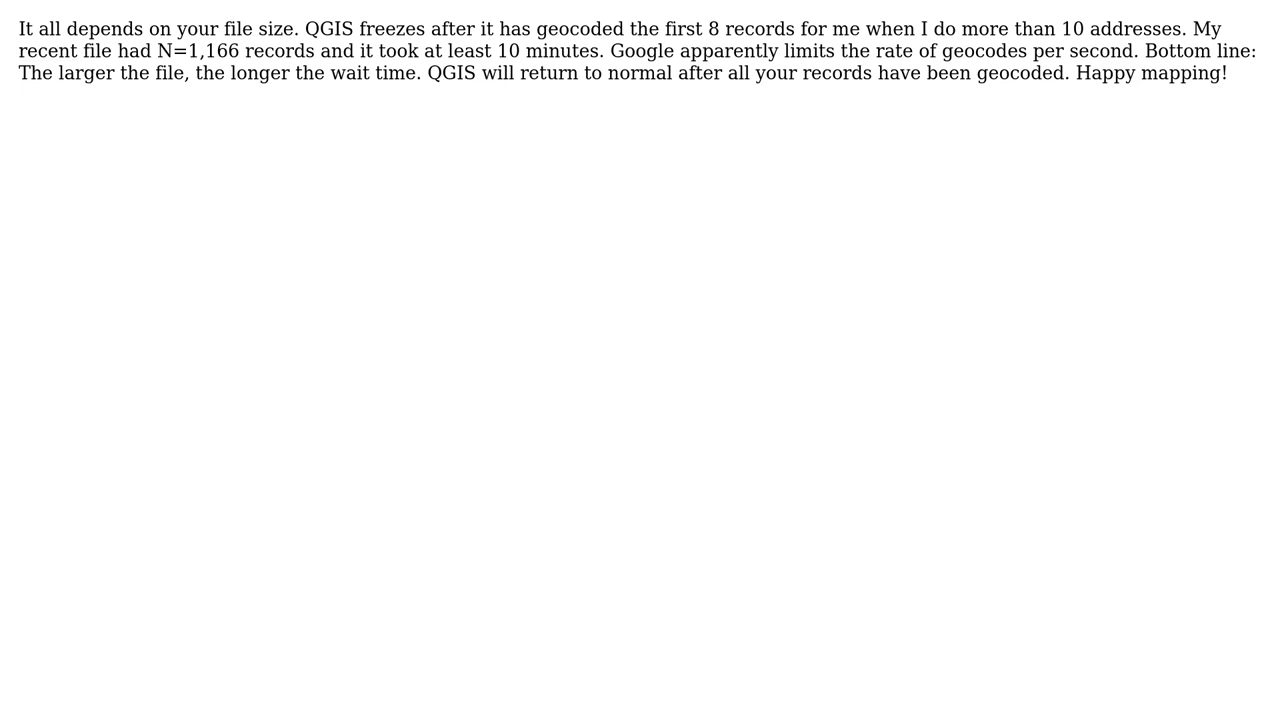 It all depends on your file size. QGIS freezes after it has geocoded the first 8 records for me when I do more than 10 addresses. My
recent file had N=1,166 records and it took at least 10 minutes. Google apparently limits the rate of geocodes per second. Bottom line:
The larger the file, the longer the wait time. QGIS will return to normal after all your records have been geocoded. Happy mapping!